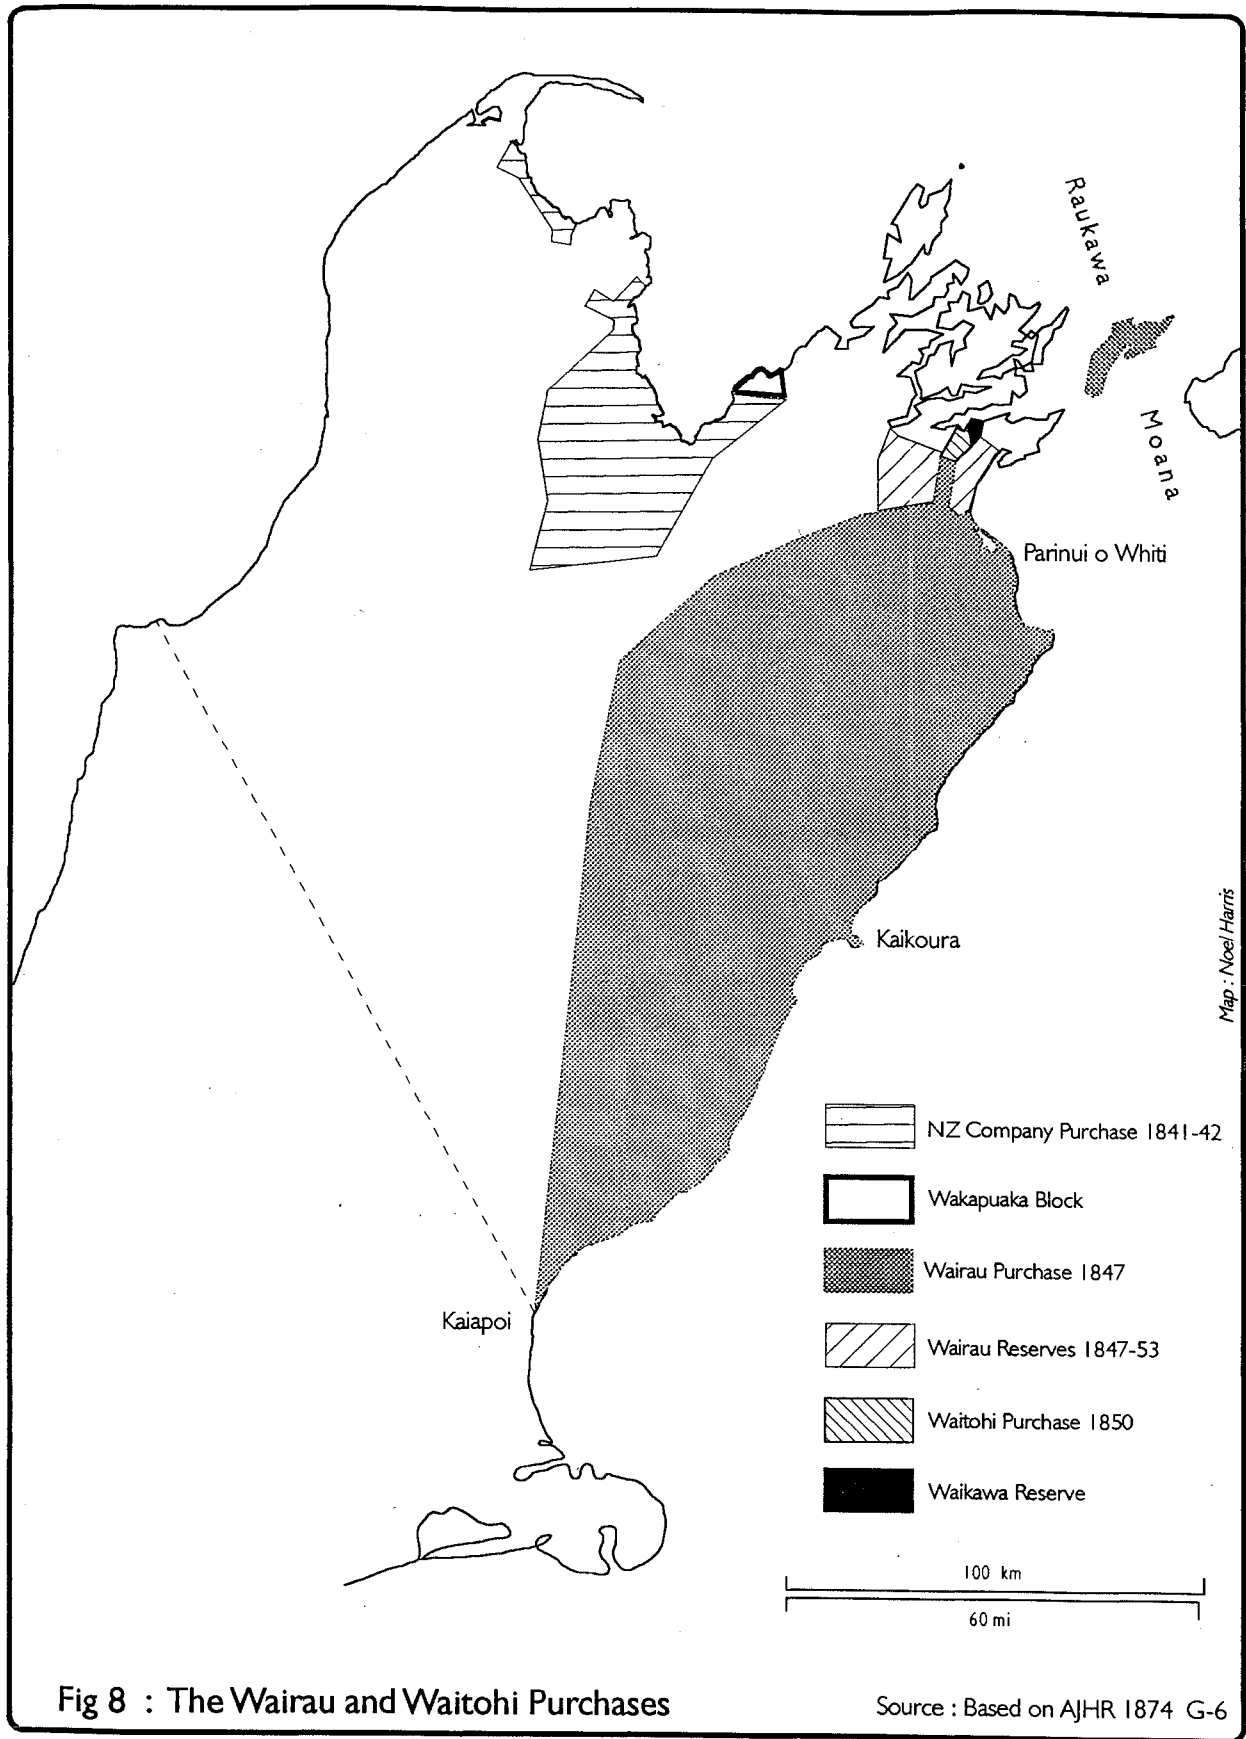 Raukawa
Moana
Parinui o Whiti
Kaikoura
Map : Noel Harris
NZ Company Purchase 1841-42
Wakapuaka Block
Wairau Purchase 1847
Kaiapoi
Wairau Reserves 1847-53
Waitohi Purchase 1850
Waikawa Reserve
100 km
60 mi
Fig 8 : The Wairau and Waitohi Purchases
Source : Based on AJHR 1874 G-6